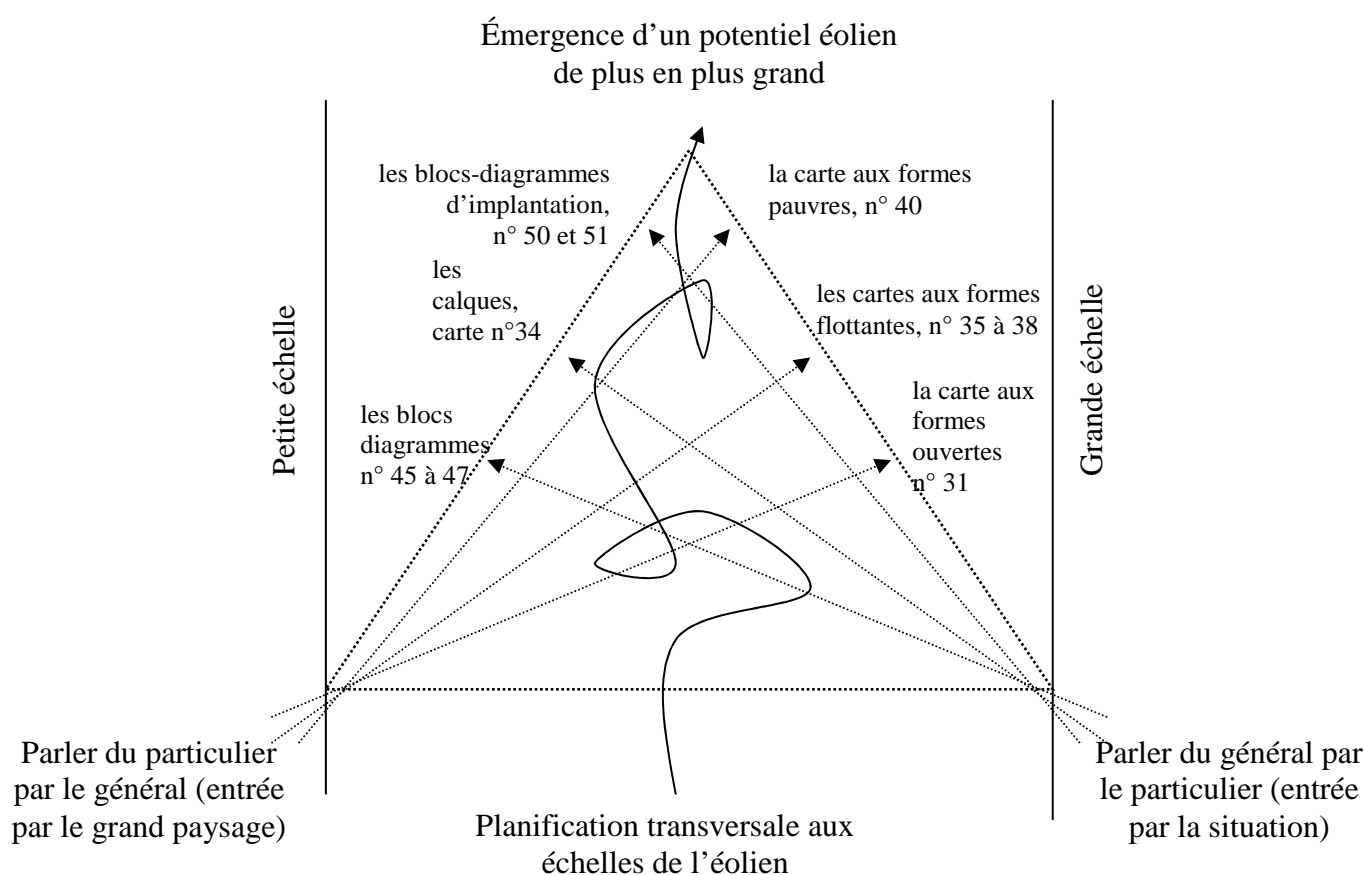 Émergence d’un potentiel éolien
de plus en plus grand
les blocs-diagrammes
d’implantation,
n° 50 et 51
la carte aux formes
pauvres, n° 40
les
calques,
carte n°34
les cartes aux formes
flottantes, n° 35 à 38
Petite échelle
Grande échelle
les blocs
diagrammes
n° 45 à 47
la carte aux
formes
ouvertes
n° 31
Parler du particulier
par le général (entrée
par le grand paysage)
Parler du général par
le particulier (entrée
par la situation)
Planification transversale aux
échelles de l’éolien